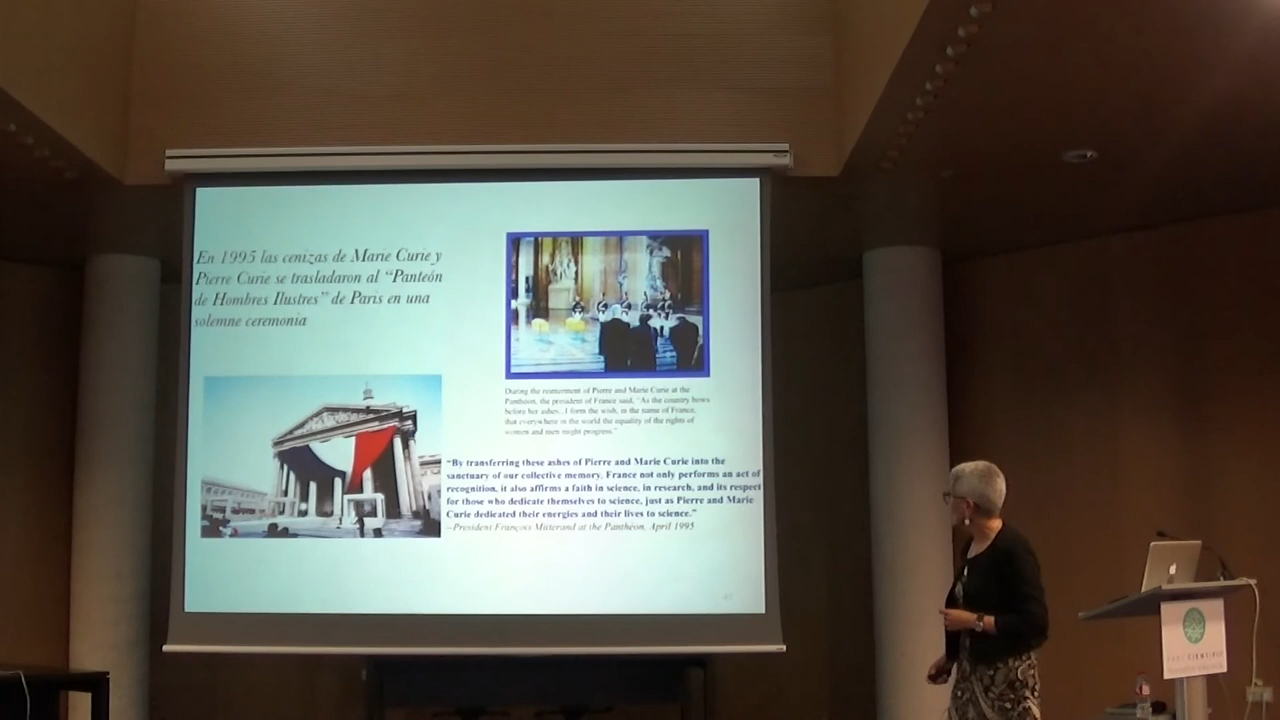 En 1995 las cenizas de Marie Curie y
Pierre Curie se trasladaron al "Panteón
de Hombres Ilustres" de Paris en una
solemne ceremonia
During the reinterment of Pierre and Marie Curie at the
Panthéon, the president of France said, "As the country bows
before her ashes...I form the wish, in the name of France,
that everywhere in the world the equality of the rights of
women and men might progress."
"By transferring these ashes of Pierre and Marie Curie into the
sanctuary of our collective memory, France not only performs an act of
recognition, it also affirms a faith in science, in research, and its respect
for those who dedicate themselves to science, just as Pierre and Marie
Curie dedicated their energies and their lives to science."
--President François Mitterand at the Panthéon, April 1995
PARC CIENTÍFIC